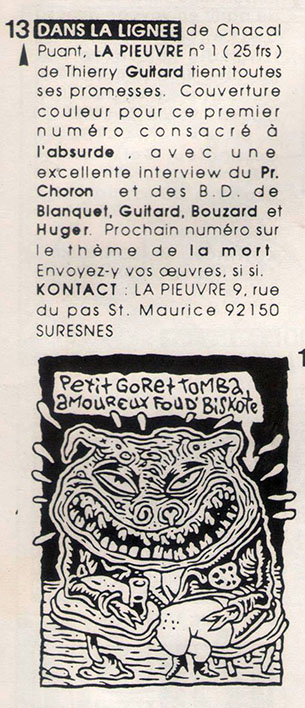 13 DANS LA LIGNEE de Chacal
Puant, LA PIEUVRE n° 1 ( 25 frs )
de Thierry Guitard tient toutes
ses promesses. Couverture
couleur pour ce premier
numéro consacré à
l'absurde , avec une
excellente interview du Pr.
Choron et des B.D. de
Blanquet, Guitard, Bouzard et
Huger. Prochain numéro sur
le thème de la mort
Envoyez-y vos œuvres, si si.
KONTACT : LA PIEUVRE 9, rue
du pas St. Maurice 92150
SURESNES
1
Petit GoRet tomBa
aMOUREUX FOU D' BisKote